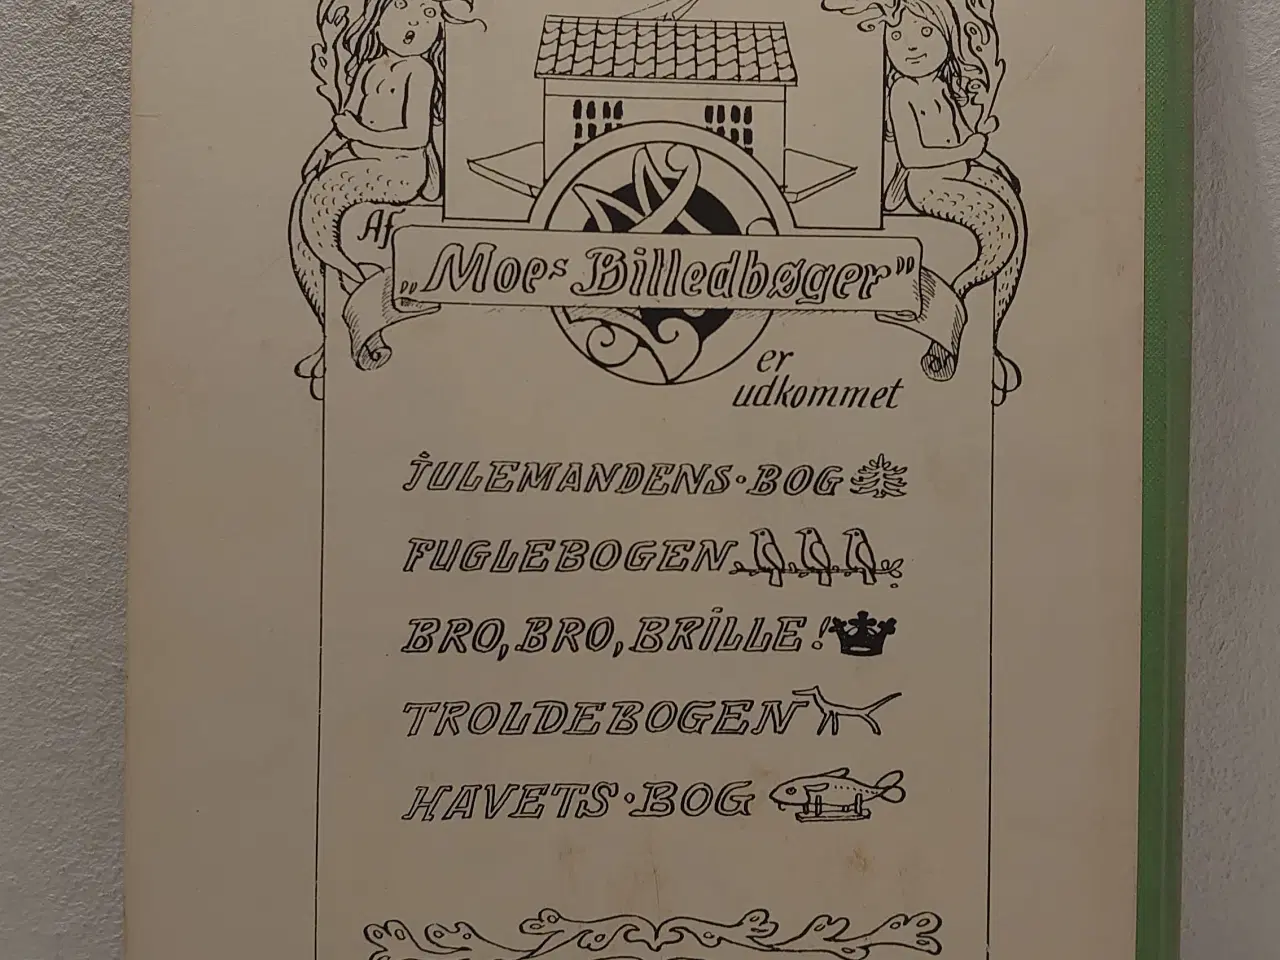 Af
„Moes Billedbøger”
er
udkommet
JULEMANDENS·BOG
FUGLEBOGEN
BRO, BRO, BRILLE!
TROLDEBOGEN
HAVETS·BOG